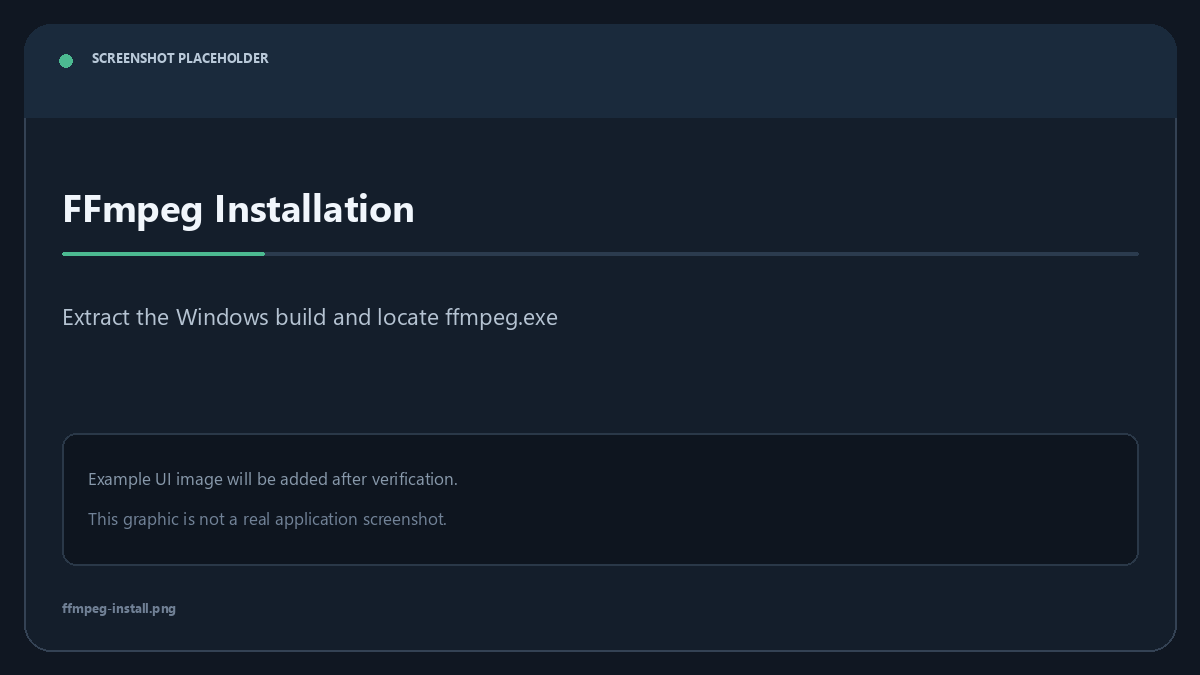 SCREENSHOT PLACEHOLDER
FFmpeg Installation
Extract the Windows build and locate ffmpeg.exe
Example UI image will be added after verification.
This graphic is not a real application screenshot.
ffmpeg-install.png